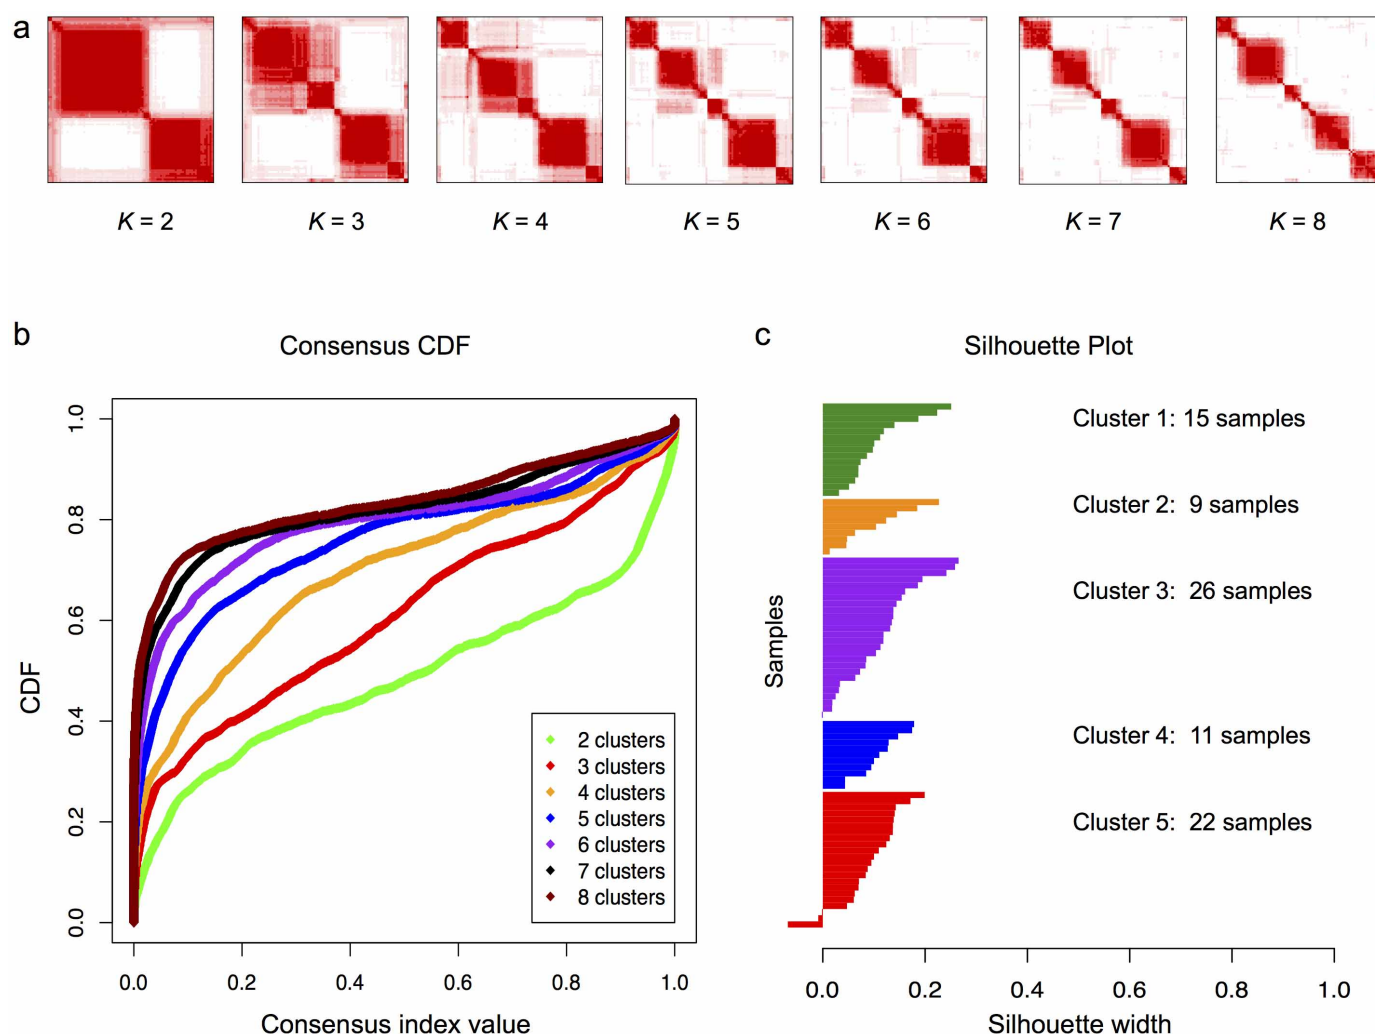 a
K = 2
K = 3
K = 4
K = 5
K = 6
K = 7
K = 8
b
Consensus CDF
CDF
0.0
0.2
0.4
0.6
0.8
1.0
2 clusters
3 clusters
4 clusters
5 clusters
6 clusters
7 clusters
8 clusters
0.0
0.2
0.4
0.6
0.8
1.0
Consensus index value
c
Silhouette Plot
Samples
Cluster 1: 15 samples
Cluster 2: 9 samples
Cluster 3: 26 samples
Cluster 4: 11 samples
Cluster 5: 22 samples
0.0
0.2
0.4
0.6
0.8
1.0
Silhouette width